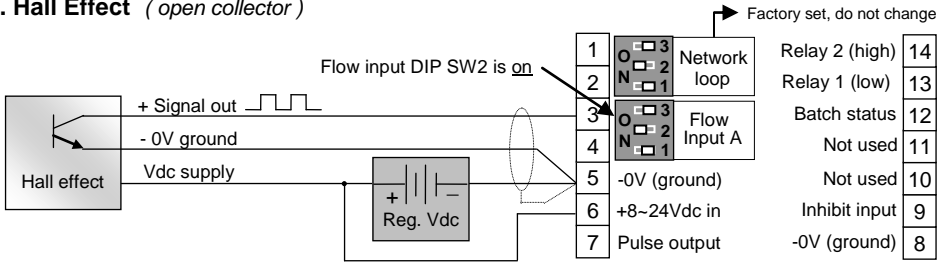 . Hall Effect ( open collector )
Factory set, do not change
Flow input DIP SW2 is on
+ Signal out
- 0V ground
Vdc supply
Hall effect
+ –
Reg. Vdc
1
2
3
4
5 -0V (ground)
6 +8~24Vdc in
7 Pulse output
O N
3
2
1
Network loop
O N
3
2
1
Flow Input A
Relay 2 (high) 14
Relay 1 (low) 13
Batch status 12
Not used 11
Not used 10
Inhibit input 9
-0V (ground) 8